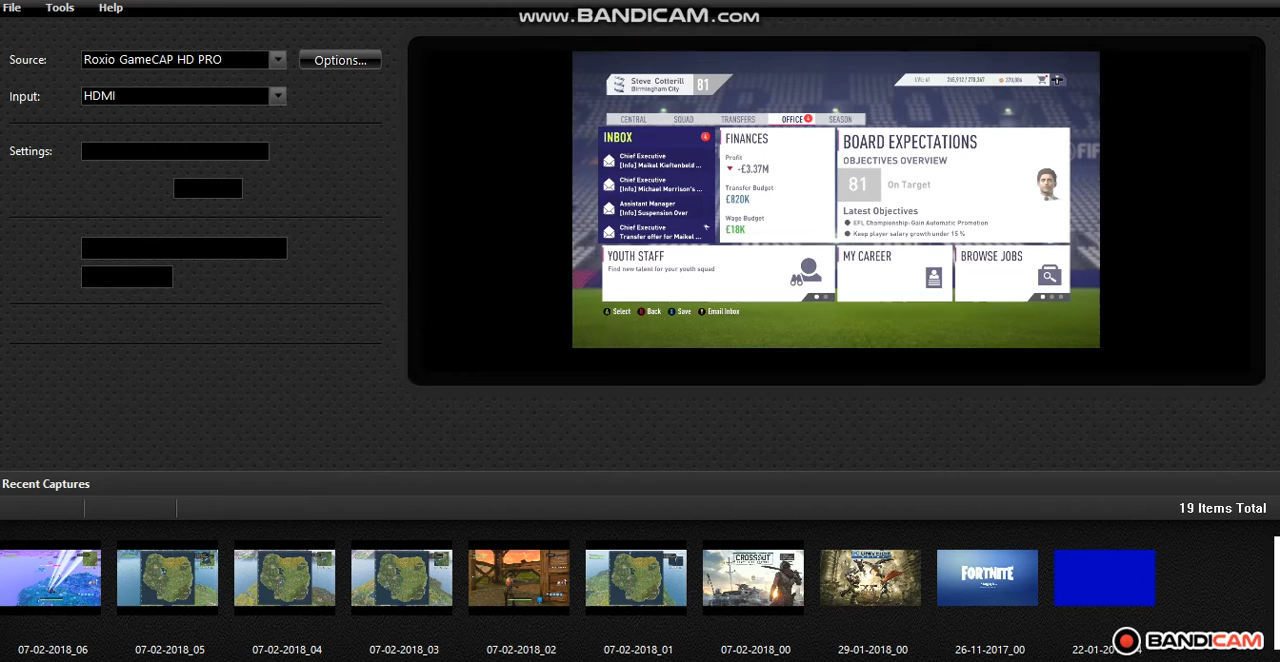 File Tools Help
www.BANDICAM.com
Source: Roxio GameCAP HD PRO Options...
Input: HDMI
Settings:
Steve Cotterill
Birmingham City
81
CENTRAL SQUAD TRANSFERS OFFICE 4 SEASON
INBOX 4
Chief Executive
[Info] Maikel Kieftenbeld ...
Chief Executive
[Info] Michael Morrison's ...
Assistant Manager
[Info] Suspension Over
Chief Executive
Transfer offer for Maikel ...
FINANCES
Profit
-£3.37M
Transfer Budget
£820K
Wage Budget
£18K
BOARD EXPECTATIONS
OBJECTIVES OVERVIEW
81 On Target
Latest Objectives
EFL Championship: Gain Automatic Promotion
Keep player salary growth under 15 %
YOUTH STAFF
Find new talent for your youth squad
MY CAREER
BROWSE JOBS
Select Back Save Email Inbox
Recent Captures
19 Items Total
CROSSOUT
FORTNITE
07-02-2018_06 07-02-2018_05 07-02-2018_04 07-02-2018_03 07-02-2018_02 07-02-2018_01 07-02-2018_00 29-01-2018_00 26-11-2017_00
BANDICAM